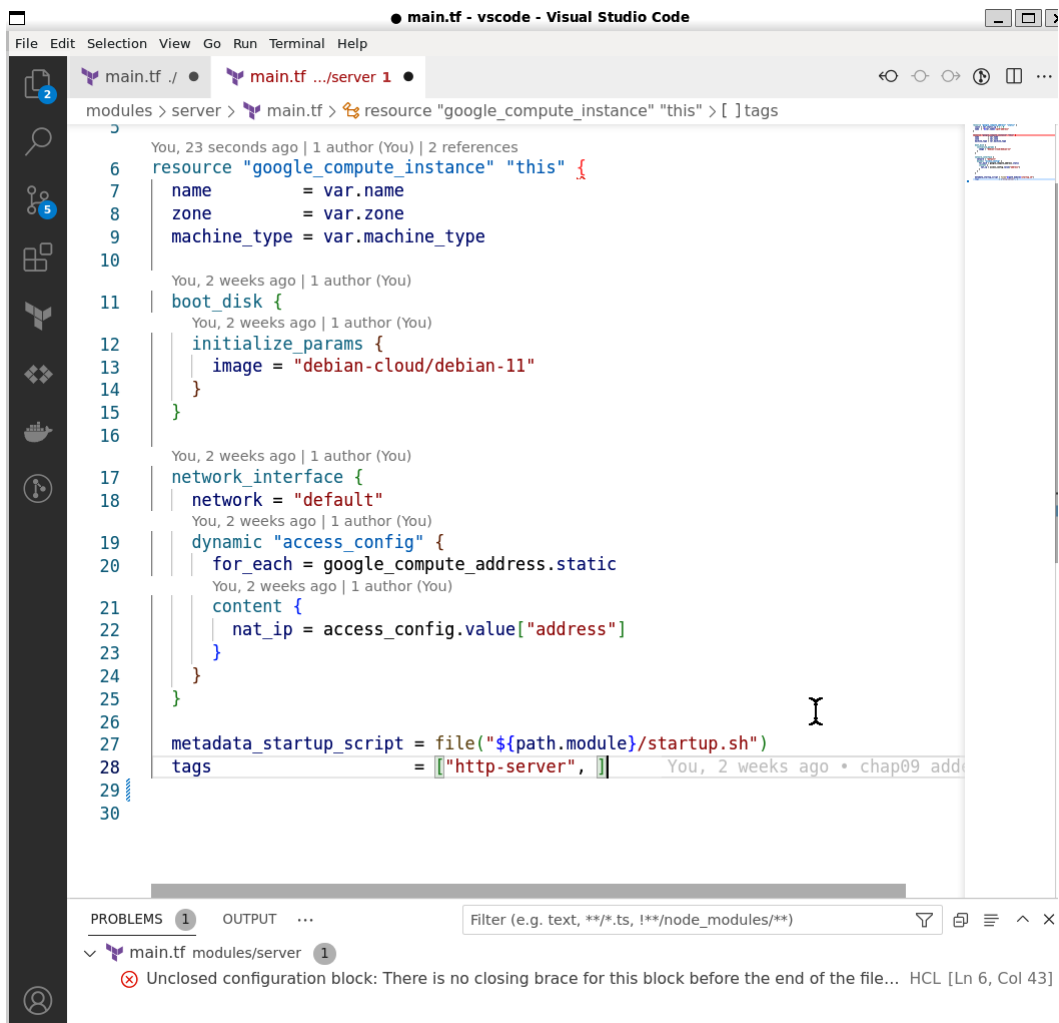 ● main.tf - vscode - Visual Studio Code
File Edit Selection View Go Run Terminal Help
2
main.tf ./ ●
main.tf .../server 1 ●
modules > server > main.tf > resource "google_compute_instance" "this" > [ ] tags
5
You, 23 seconds ago | 1 author (You) | 2 references
6 resource "google_compute_instance" "this" {
7 name = var.name
8 zone = var.zone
5
9 machine_type = var.machine_type
10
You, 2 weeks ago | 1 author (You)
11 boot_disk {
You, 2 weeks ago | 1 author (You)
12 initialize_params {
13 image = "debian-cloud/debian-11"
14 }
15 }
16
You, 2 weeks ago | 1 author (You)
17 network_interface {
18 network = "default"
You, 2 weeks ago | 1 author (You)
19 dynamic "access_config" {
20 for_each = google_compute_address.static
You, 2 weeks ago | 1 author (You)
21 content {
22 nat_ip = access_config.value["address"]
23 }
24 }
25 }
26
27 metadata_startup_script = file("${path.module}/startup.sh")
28 tags = ["http-server", ] You, 2 weeks ago • chap09
29
30
PROBLEMS 1 OUTPUT ...
Filter (e.g. text, **/*.ts, !**/node_modules/**)
main.tf modules/server 1
Unclosed configuration block: There is no closing brace for this block before the end of the file... HCL [Ln 6, Col 43]